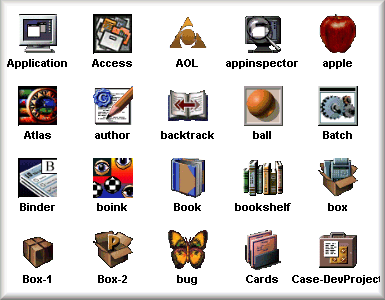 Application Access AOL appinspector apple
Atlas author backtrack ball Batch
Binder boink Book bookshelf box
Box-1 Box-2 bug Cards Case-DevProject